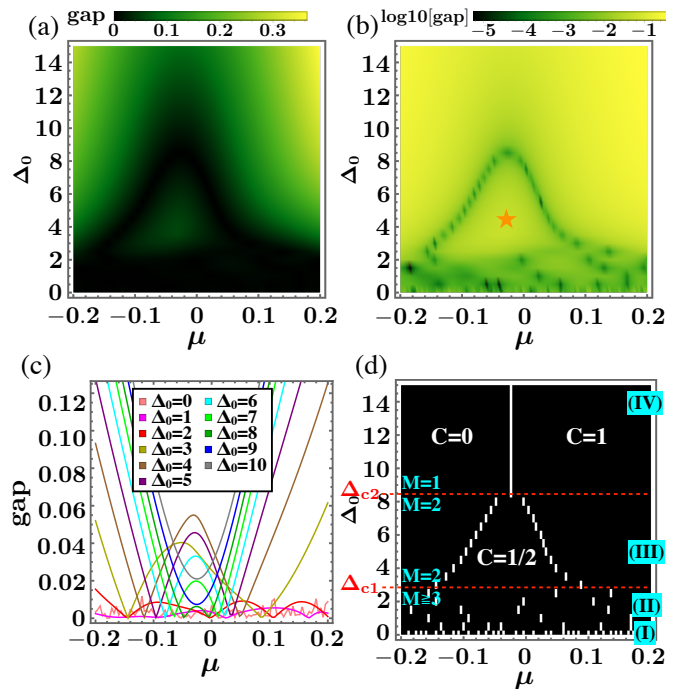 (a)
gap
0
0.1
0.2
0.3
Δ₀
14
12
10
8
6
4
2
0
−0.2
−0.1
0
0.1
0.2
μ
(b)
log10[gap]
−5
−4
−3
−2
−1
Δ₀
14
12
10
8
6
4
2
0
−0.2
−0.1
0
0.1
0.2
μ
(c)
gap
0.12
0.10
0.08
0.06
0.04
0.02
0
Δ₀=0
Δ₀=6
Δ₀=1
Δ₀=7
Δ₀=2
Δ₀=8
Δ₀=3
Δ₀=9
Δ₀=4
Δ₀=10
Δ₀=5
−0.2
−0.1
0
0.1
0.2
μ
(d)
14
12
10
8
6
4
2
0
Δ₀
(IV)
C=0
C=1
M=1
Δc2
M=2
C=1/2
(III)
M=2
Δc1
M≧3
(II)
(I)
−0.2
−0.1
0
0.1
0.2
μ